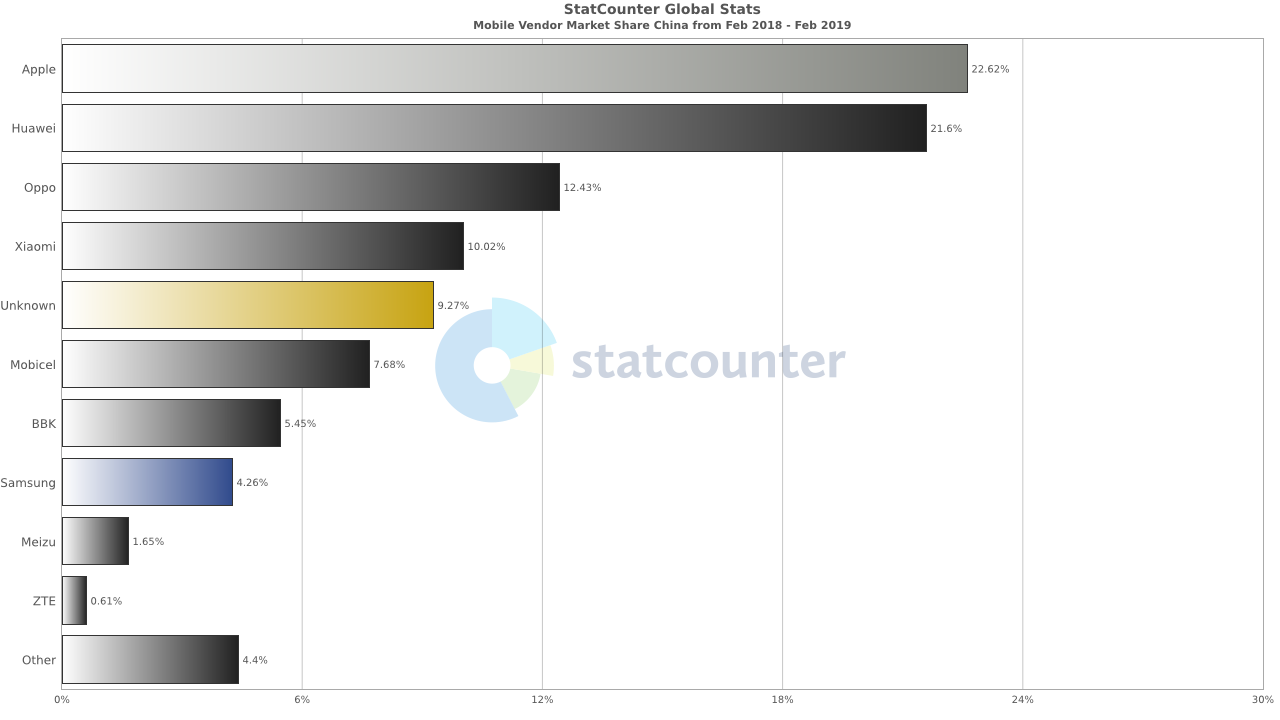 StatCounter Global Stats
Mobile Vendor Market Share China from Feb 2018 - Feb 2019
Apple 22.62%
Huawei 21.6%
Oppo 12.43%
Xiaomi 10.02%
Unknown 9.27%
Mobicel 7.68%
statcounter
BBK 5.45%
Samsung 4.26%
Meizu 1.65%
ZTE 0.61%
Other 4.4%
0% 6% 12% 18% 24% 30%